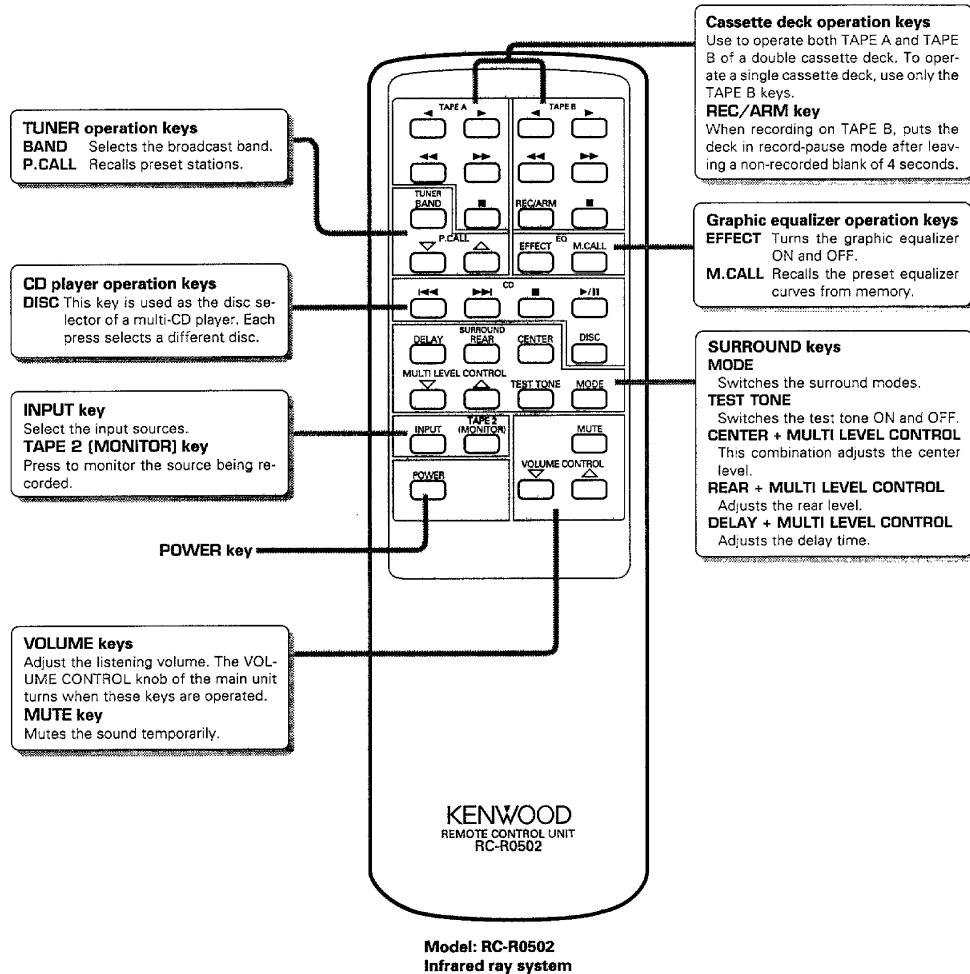 Cassette deck operation keys
Use to operate both TAPE A and TAPE
B of a double cassette deck. To oper-
ate a single cassette deck, use only the
TAPE B keys.
REC/ARM key
When recording on TAPE B, puts the
deck in record-pause mode after leav-
ing a non-recorded blank of 4 seconds.
TUNER operation keys
BAND Selects the broadcast band.
P.CALL Recalls preset stations.
Graphic equalizer operation keys
EFFECT Turns the graphic equalizer
ON and OFF.
M.CALL Recalls the preset equalizer
curves from memory.
CD player operation keys
DISC This key is used as the disc se-
lector of a multi-CD player. Each
press selects a different disc.
SURROUND keys
MODE
Switches the surround modes.
TEST TONE
Switches the test tone ON and OFF.
CENTER + MULTI LEVEL CONTROL
This combination adjusts the center
level.
REAR + MULTI LEVEL CONTROL
Adjusts the rear level.
DELAY + MULTI LEVEL CONTROL
Adjusts the delay time.
INPUT key
Select the input sources.
TAPE 2 (MONITOR) key
Press to monitor the source being re-
corded.
POWER key
VOLUME keys
Adjust the listening volume. The VOL-
UME CONTROL knob of the main unit
turns when these keys are operated.
MUTE key
Mutes the sound temporarily.
TAPE A TAPE B
TUNER
BAND REC/ARM
P.CALL EQ
EFFECT M.CALL
CD
SURROUND
DELAY REAR CENTER DISC
MULTI LEVEL CONTROL TEST TONE MODE
TAPE 2
INPUT (MONITOR) MUTE
VOLUME CONTROL
POWER
KENWOOD
REMOTE CONTROL UNIT
RC-R0502
Model: RC-R0502
Infrared ray system